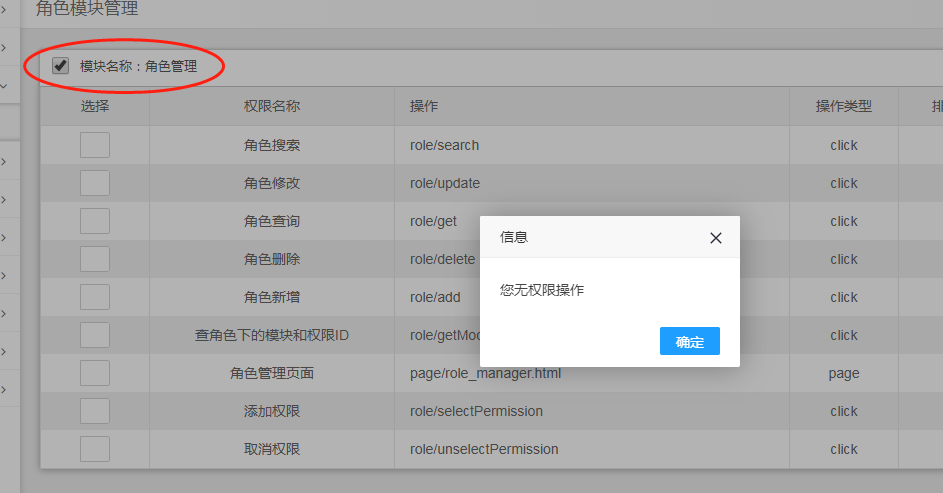 角色模块管理
模块名称：角色管理
选择 权限名称 操作 操作类型
角色搜索 role/search click
角色修改 role/update click
角色查询 role/get click
角色删除 role/delete click
角色新增 role/add click
查角色下的模块和权限ID role/getMo click
角色管理页面 page/role_manager.html page
添加权限 role/selectPermission click
取消权限 role/unselectPermission click
信息
您无权限操作
确定